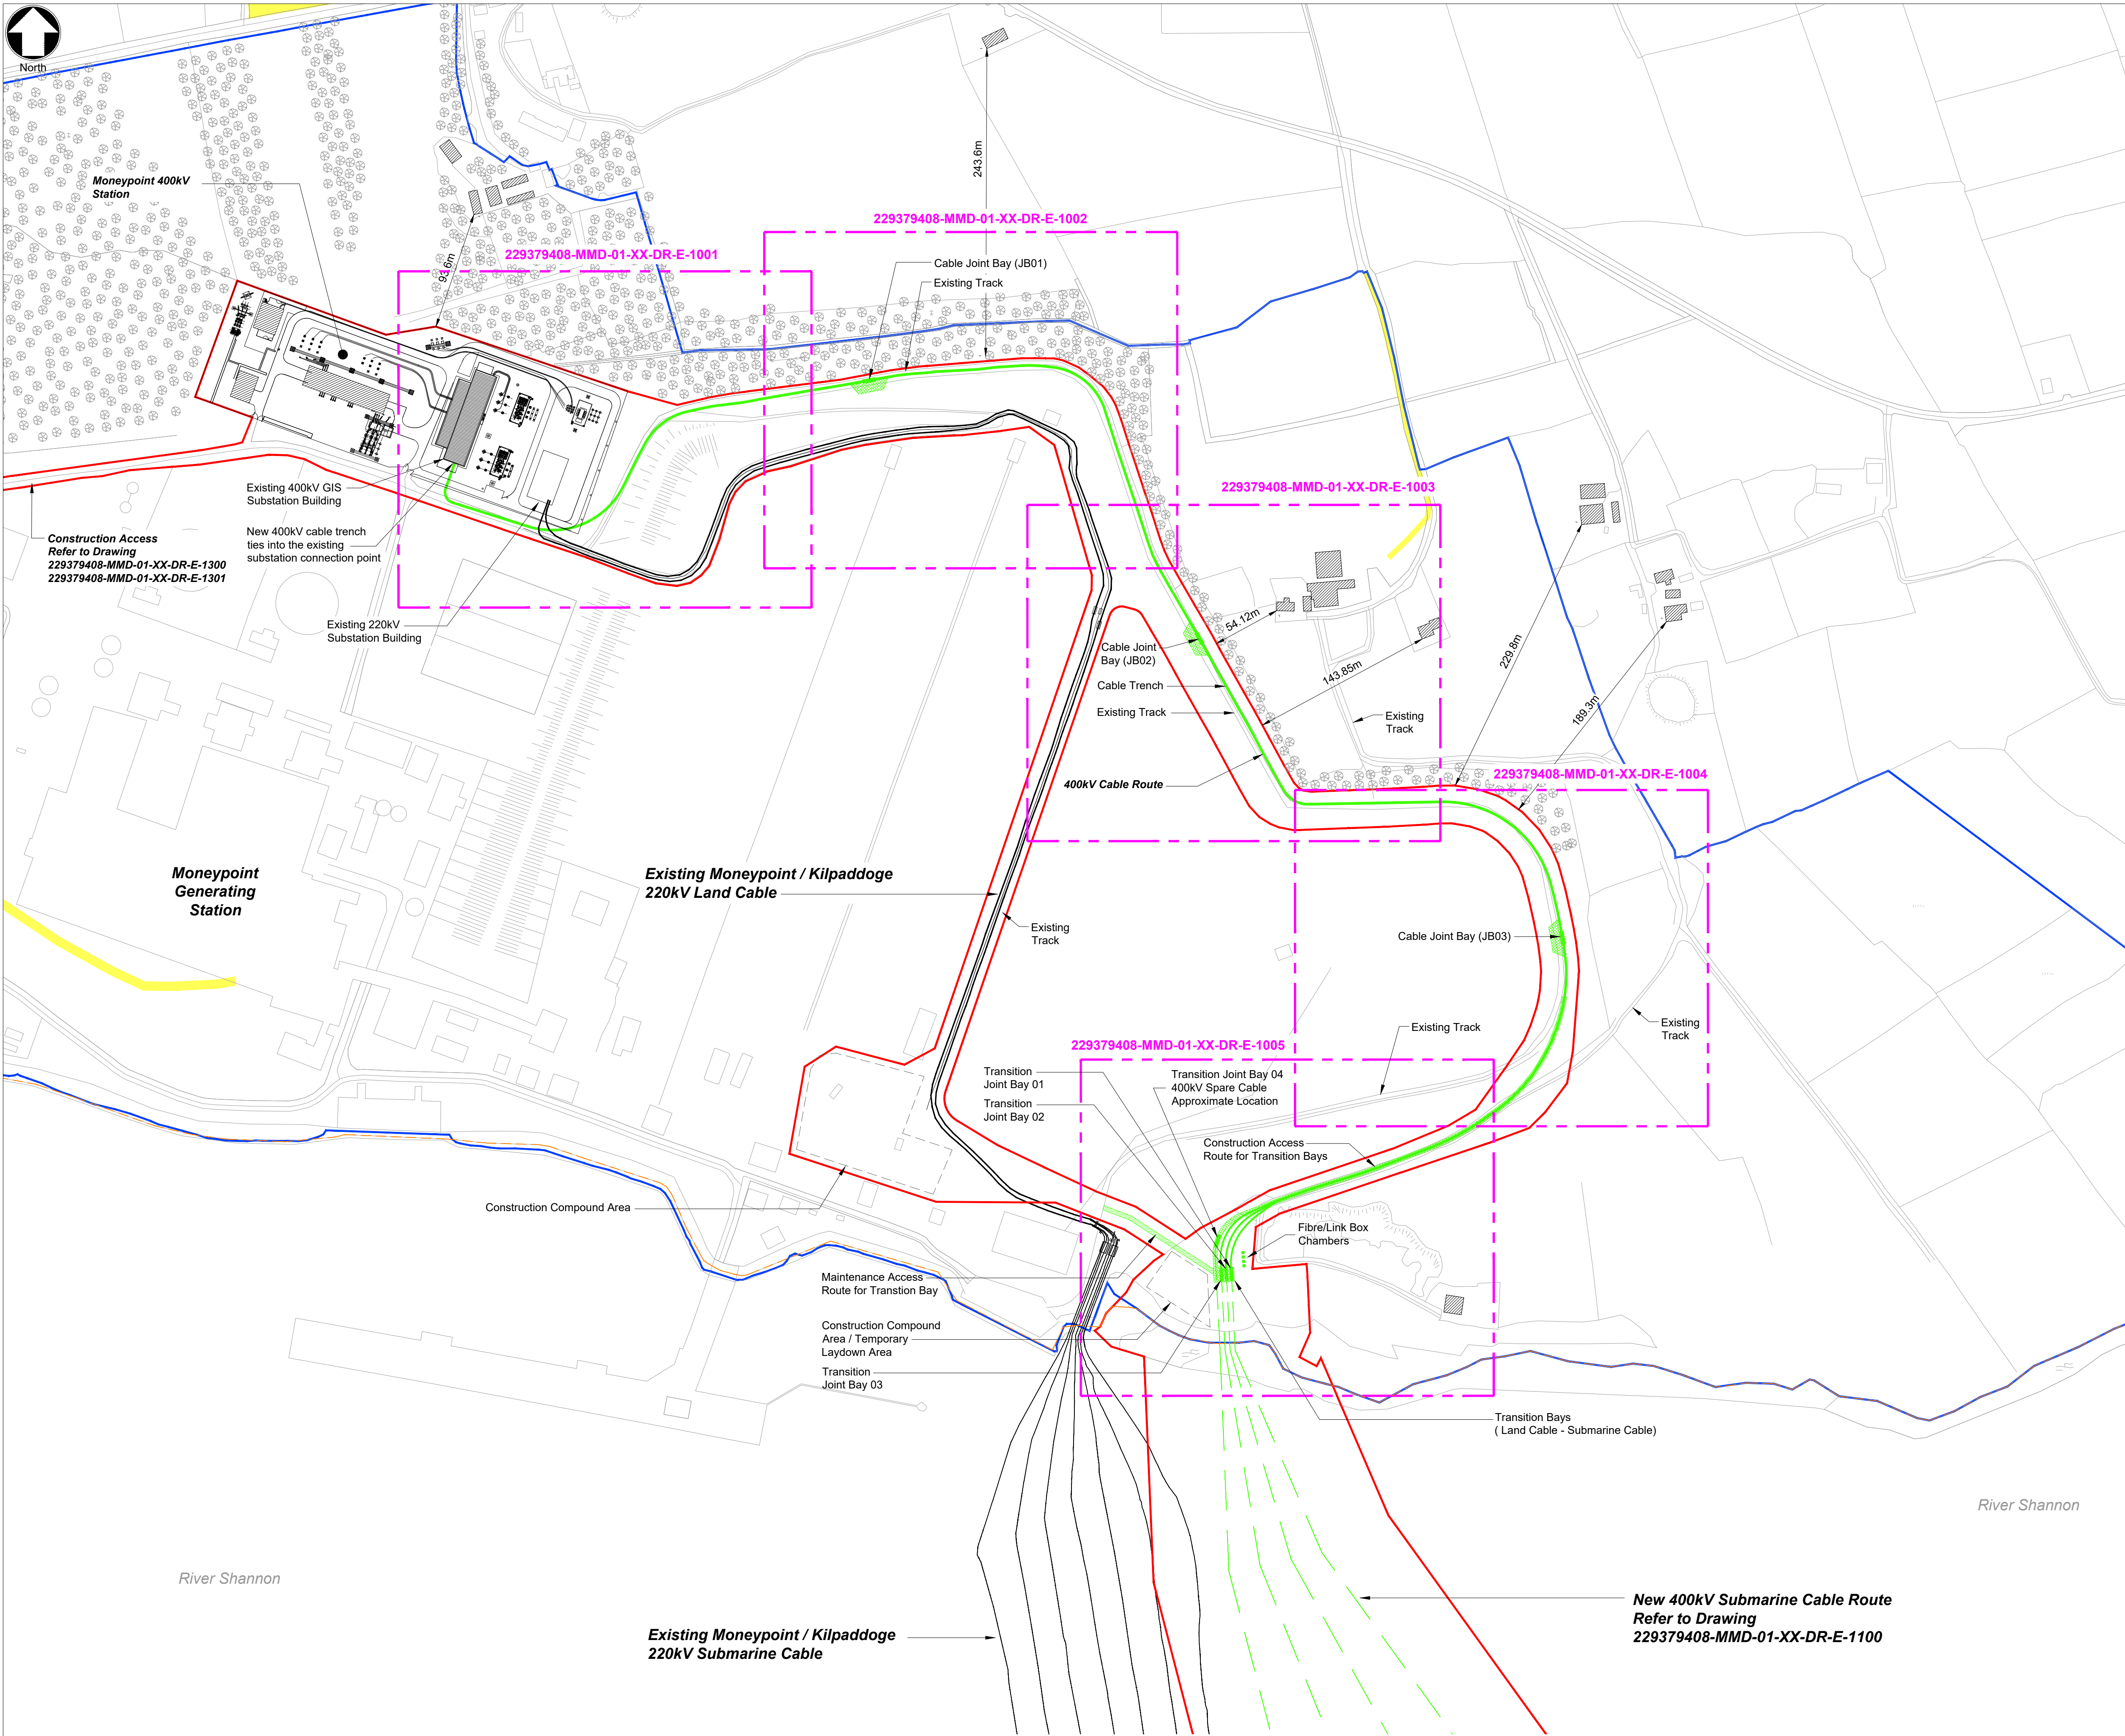 North
243.6m
Moneypoint 400kV
Station
93.6m
229379408-MMD-01-XX-DR-E-1002
229379408-MMD-01-XX-DR-E-1001
Cable Joint Bay (JB01)
Existing Track
229379408-MMD-01-XX-DR-E-1003
Existing 400kV GIS
Substation Building
New 400kV cable trench
ties into the existing
substation connection point
Construction Access
Refer to Drawing
229379408-MMD-01-XX-DR-E-1300
229379408-MMD-01-XX-DR-E-1301
Existing 220kV
Substation Building
54.12m
Cable Joint
Bay (JB02)
143.85m
229.8m
189.3m
Cable Trench
Existing Track
Existing
Track
400kV Cable Route
229379408-MMD-01-XX-DR-E-1004
Moneypoint
Generating
Station
Existing Moneypoint / Kilpaddoge
220kV Land Cable
Existing
Track
Cable Joint Bay (JB03)
Existing Track
Existing
Track
229379408-MMD-01-XX-DR-E-1005
Transition
Joint Bay 01
Transition
Joint Bay 02
Transition Joint Bay 04
400kV Spare Cable
Approximate Location
Construction Access
Route for Transition Bays
Construction Compound Area
Fibre/Link Box
Chambers
Maintenance Access
Route for Transtion Bay
Construction Compound
Area / Temporary
Laydown Area
Transition
Joint Bay 03
Transition Bays
( Land Cable - Submarine Cable)
River Shannon
River Shannon
New 400kV Submarine Cable Route
Refer to Drawing
229379408-MMD-01-XX-DR-E-1100
Existing Moneypoint / Kilpaddoge
220kV Submarine Cable